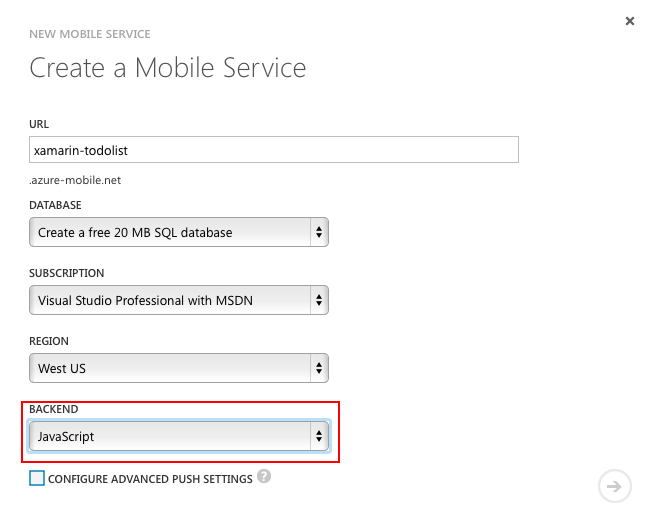 NEW MOBILE SERVICE
Create a Mobile Service
URL
xamarin-todolist
.azure-mobile.net
DATABASE
Create a free 20 MB SQL database
SUBSCRIPTION
Visual Studio Professional with MSDN
REGION
West US
BACKEND
JavaScript
CONFIGURE ADVANCED PUSH SETTINGS ?